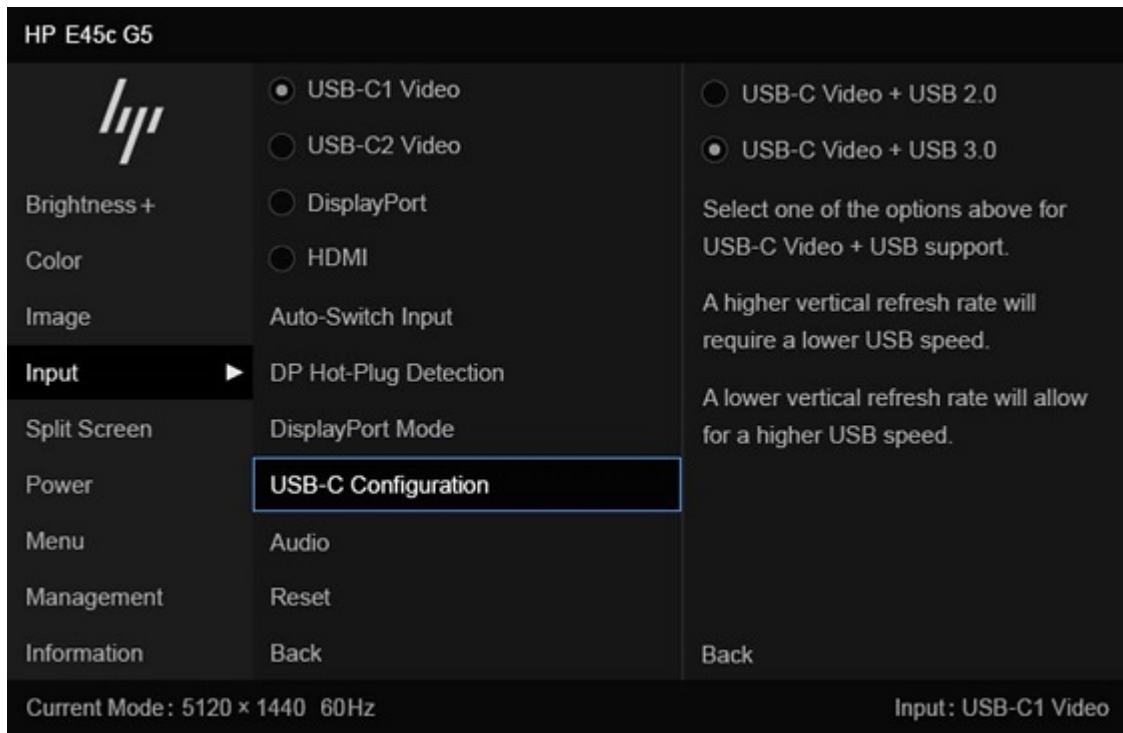 HP E45c G5
hp
Brightness +
Color
Image
Input
Split Screen
Power
Menu
Management
Information
USB-C1 Video
USB-C2 Video
DisplayPort
HDMI
Auto-Switch Input
DP Hot-Plug Detection
DisplayPort Mode
USB-C Configuration
Audio
Reset
Back
USB-C Video + USB 2.0
USB-C Video + USB 3.0
Select one of the options above for
USB-C Video + USB support.
A higher vertical refresh rate will
require a lower USB speed.
A lower vertical refresh rate will allow
for a higher USB speed.
Back
Current Mode: 5120 × 1440 60Hz
Input: USB-C1 Video